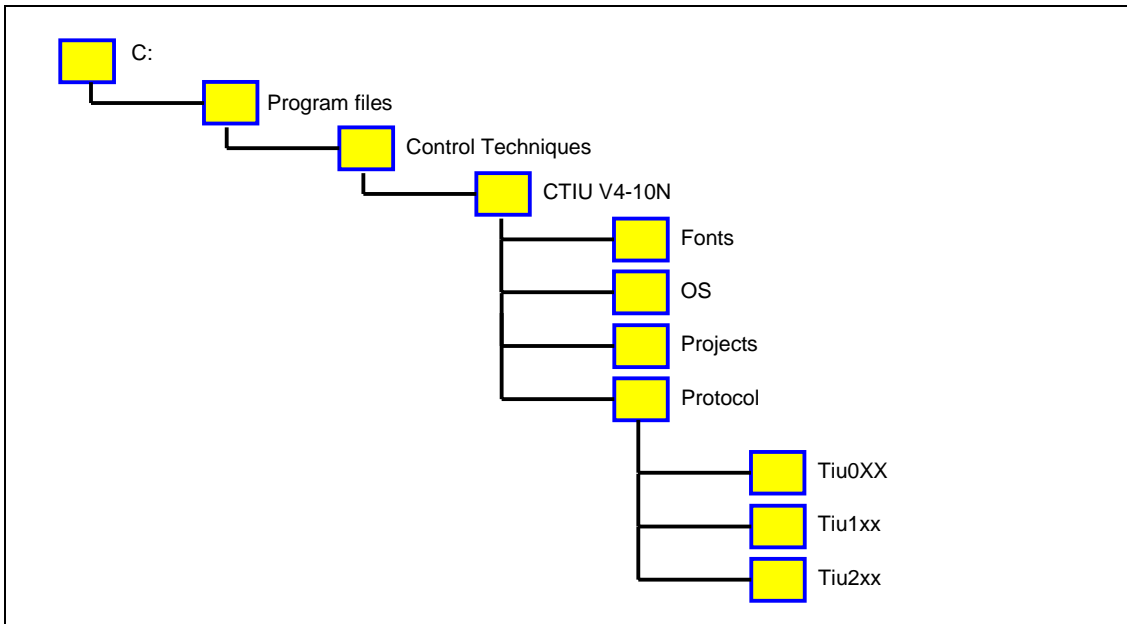 C:
Program files
Control Techniques
CTIU V4-10N
Fonts
OS
Projects
Protocol
Tiu0XX
Tiu1xx
Tiu2xx